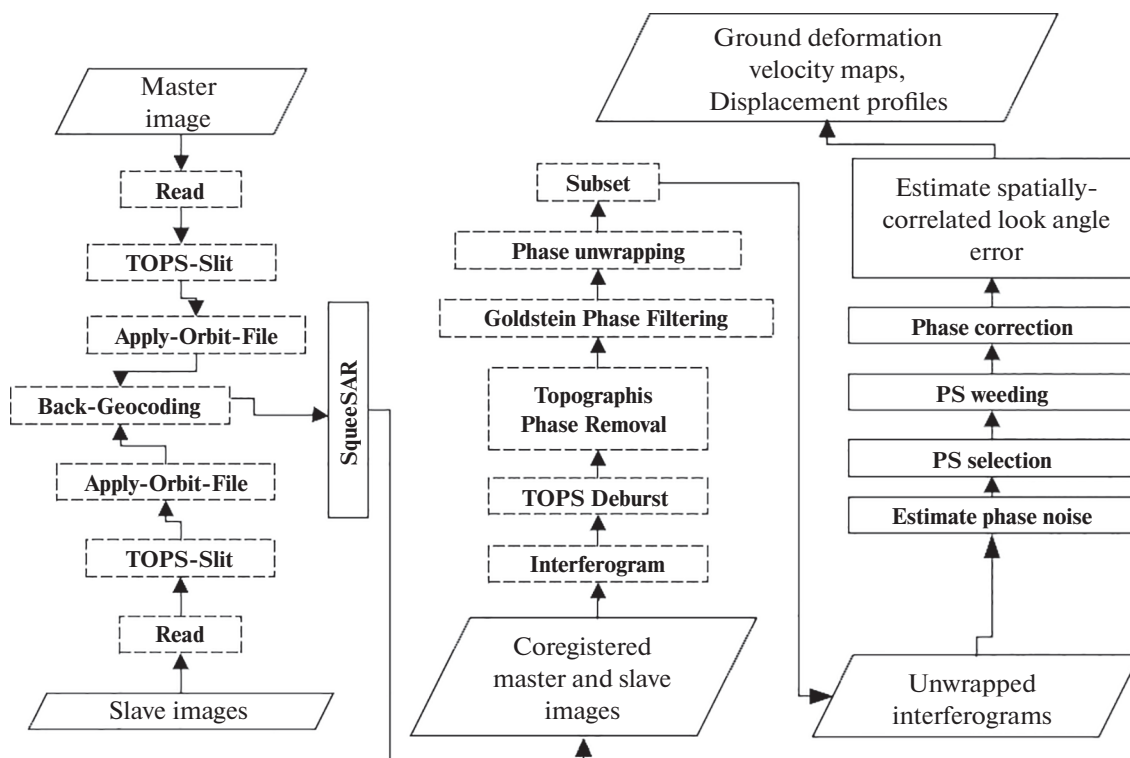 Master
image
Read
TOPS-Slit
Apply-Orbit-File
Back-Geocoding
Apply-Orbit-File
TOPS-Slit
Read
Slave images
SqueeSAR
Subset
Phase unwrapping
Goldstein Phase Filtering
Topographis
Phase Removal
TOPS Deburst
Interferogram
Coregistered
master and slave
images
Ground deformation
velocity maps,
Displacement profiles
Estimate spatially-
correlated look angle
error
Phase correction
PS weeding
PS selection
Estimate phase noise
Unwrapped
interferograms